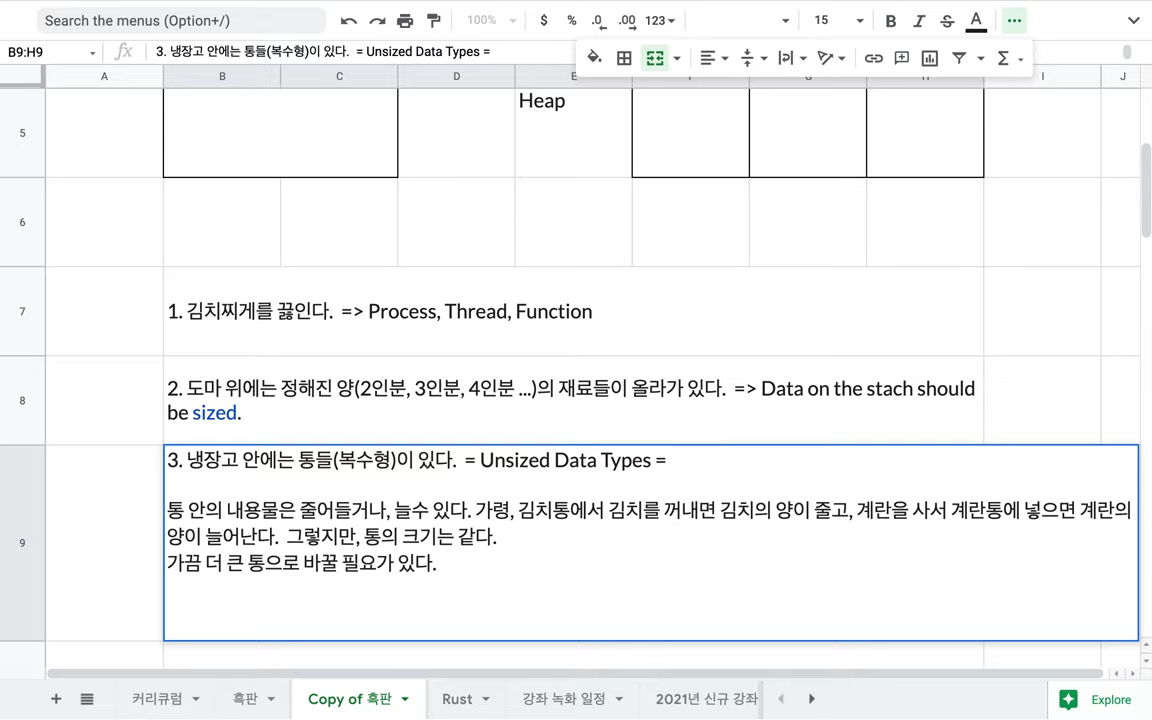 Search the menus (Option+/)
100%
$ % .0 .00 123
15
B I S A
B9:H9
fx
3. 냉장고 안에는 통들(복수형)이 있다. = Unsized Data Types =
A B C D E I J
5
Heap
6
7
1. 김치찌게를 끓인다. => Process, Thread, Function
8
2. 도마 위에는 정해진 양(2인분, 3인분, 4인분 ...)의 재료들이 올라가 있다. => Data on the stach should
be sized.
9
3. 냉장고 안에는 통들(복수형)이 있다. = Unsized Data Types =
통 안의 내용물은 줄어들거나, 늘수 있다. 가령, 김치통에서 김치를 꺼내면 김치의 양이 줄고, 계란을 사서 계란통에 넣으면 계란의
양이 늘어난다. 그렇지만, 통의 크기는 같다.
가끔 더 큰 통으로 바꿀 필요가 있다.
커리큘럼
흑판
Copy of 흑판
Rust
강좌 녹화 일정
2021년 신규 강좌
Explore